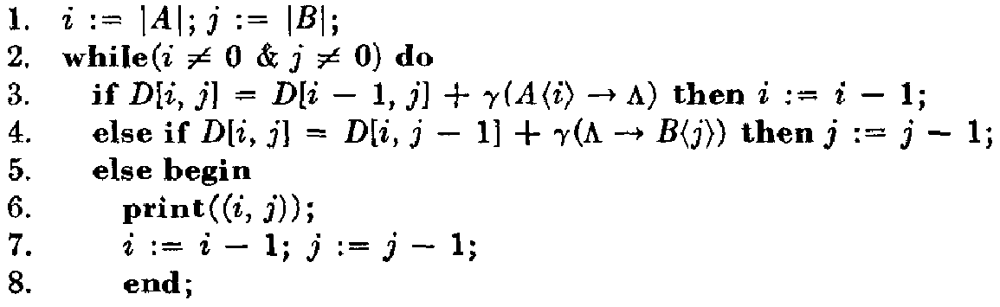 1. i := |A|; j := |B|;
2. while(i ≠ 0 & j ≠ 0) do
3. if D[i, j] = D[i − 1, j] + γ(A⟨i⟩ → Λ) then i := i − 1;
4. else if D[i, j] = D[i, j − 1] + γ(Λ → B⟨j⟩) then j := j − 1;
5. else begin
6. print((i, j));
7. i := i − 1; j := j − 1;
8. end;